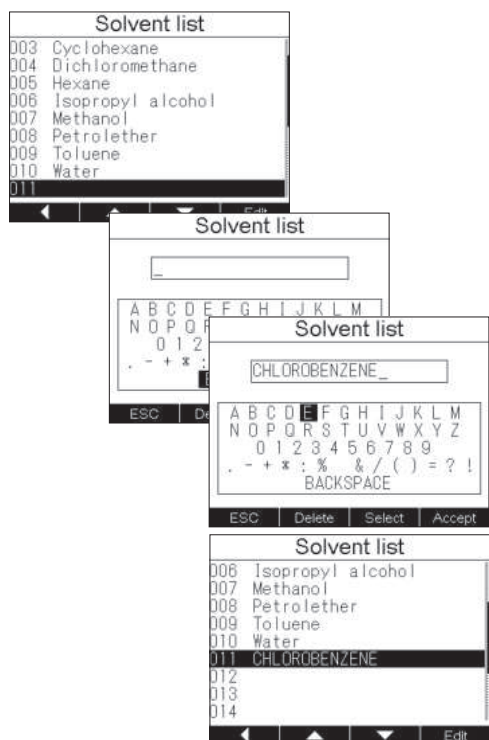 Solvent list
003 Cyclohexane
004 Dichloromethane
005 Hexane
006 Isopropyl alcohol
007 Methanol
008 Petrolether
009 Toluene
010 Water
011
Solvent list
_
A B C D E F G H I J K L M
N O P Q
0 1 2
. - + * :
ESC
Solvent list
CHLOROBENZENE_
A B C D E F G H I J K L M
N O P Q R S T U V W X Y Z
0 1 2 3 4 5 6 7 8 9
. - + * : % & / ( ) = ? !
BACKSPACE
ESC Delete Select Accept
Solvent list
006 Isopropyl alcohol
007 Methanol
008 Petrolether
009 Toluene
010 Water
011 CHLOROBENZENE
012
013
014
Edit